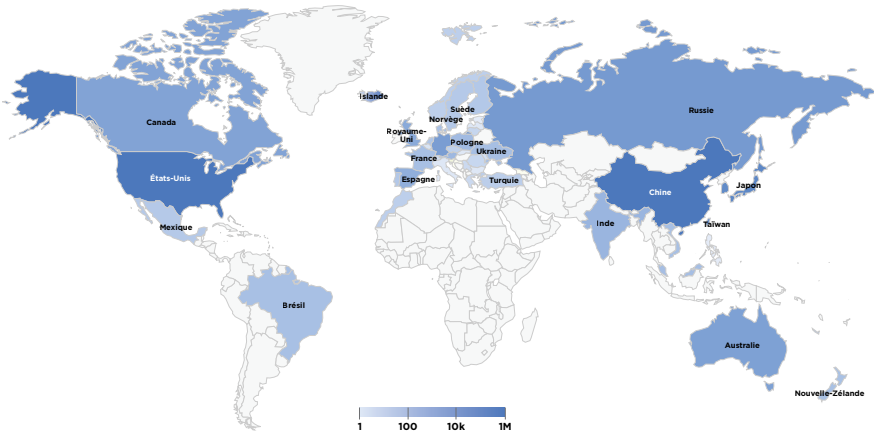 Islande
Canada
Suède
Norvège
Russie
Royaume-
Uni
Pologne
Ukraine
France
États-Unis
Espagne
Turquie
Chine
Japon
Mexique
Inde
Taïwan
Brésil
Australie
Nouvelle-Zélande
1 100 10k 1M